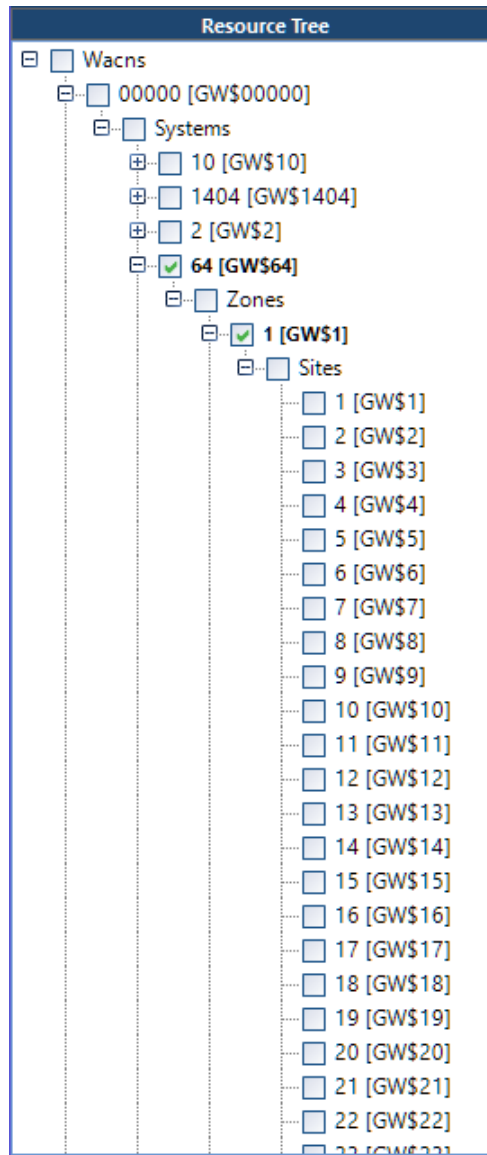 Resource Tree
Wacns
00000 [GW$00000]
Systems
10 [GW$10]
1404 [GW$1404]
2 [GW$2]
64 [GW$64]
Zones
1 [GW$1]
Sites
1 [GW$1]
2 [GW$2]
3 [GW$3]
4 [GW$4]
5 [GW$5]
6 [GW$6]
7 [GW$7]
8 [GW$8]
9 [GW$9]
10 [GW$10]
11 [GW$11]
12 [GW$12]
13 [GW$13]
14 [GW$14]
15 [GW$15]
16 [GW$16]
17 [GW$17]
18 [GW$18]
19 [GW$19]
20 [GW$20]
21 [GW$21]
22 [GW$22]